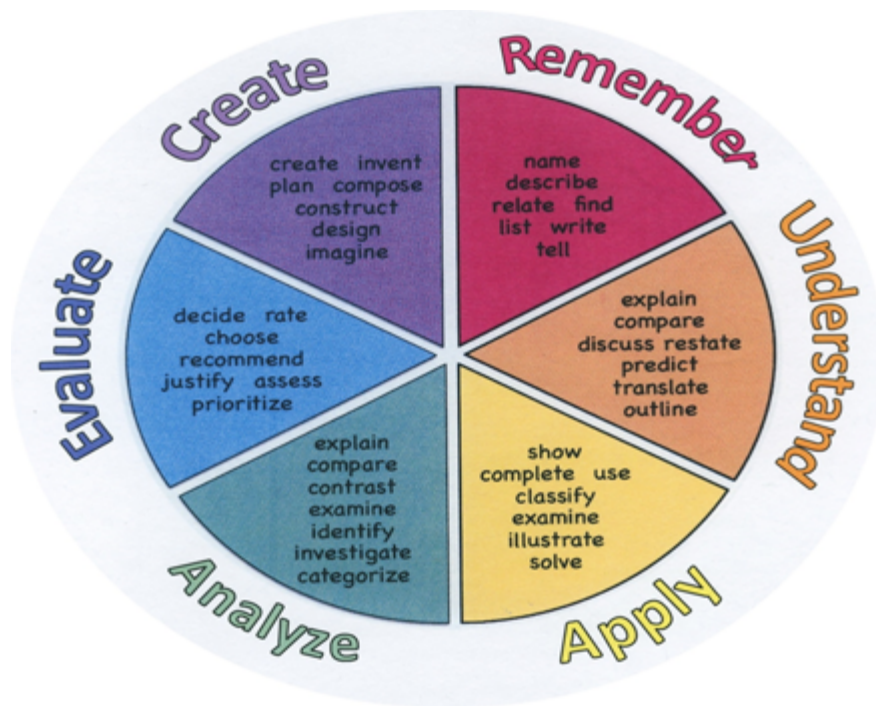 Remember
name
describe
relate find
list write
tell
Understand
explain
compare
discuss restate
predict
translate
outline
Apply
show
complete use
classify
examine
illustrate
solve
Analyze
explain
compare
contrast
examine
identify
investigate
categorize
Evaluate
decide rate
choose
recommend
justify assess
prioritize
Create
create invent
plan compose
construct
design
imagine